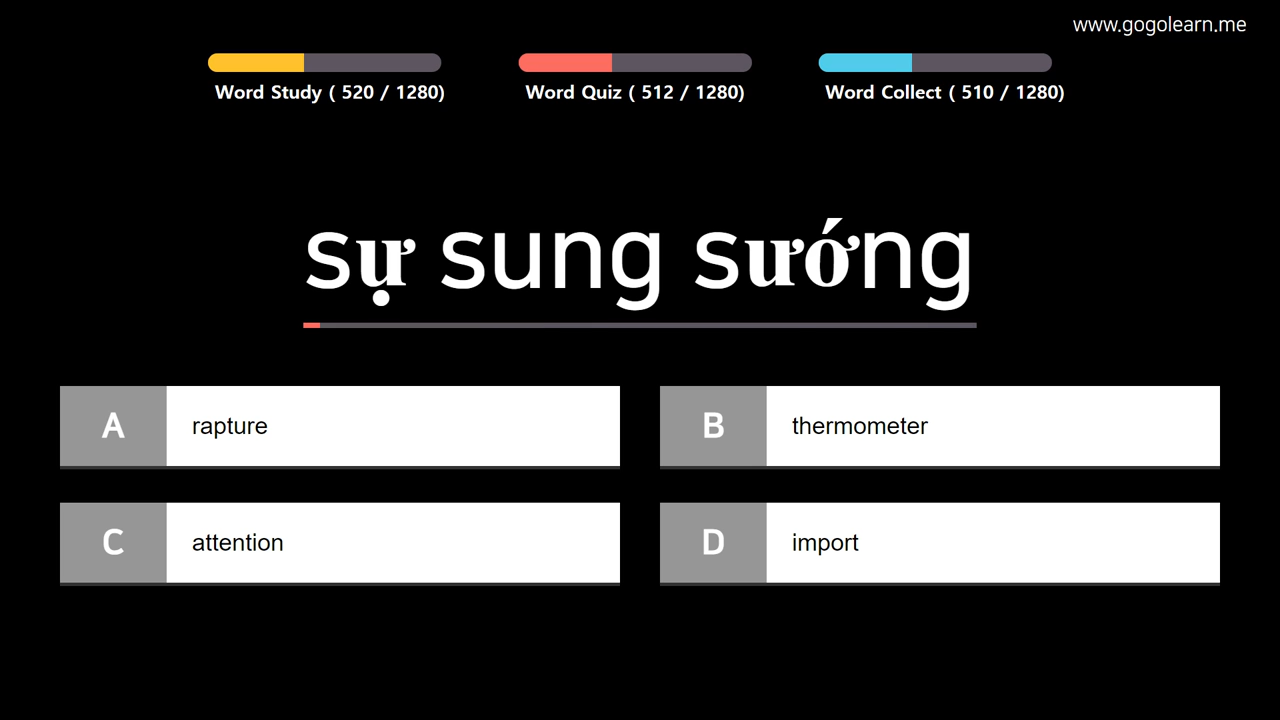 www.gogolearn.me
Word Study ( 520 / 1280)
Word Quiz ( 512 / 1280)
Word Collect ( 510 / 1280)
sự sung sướng
A rapture
B thermometer
C attention
D import